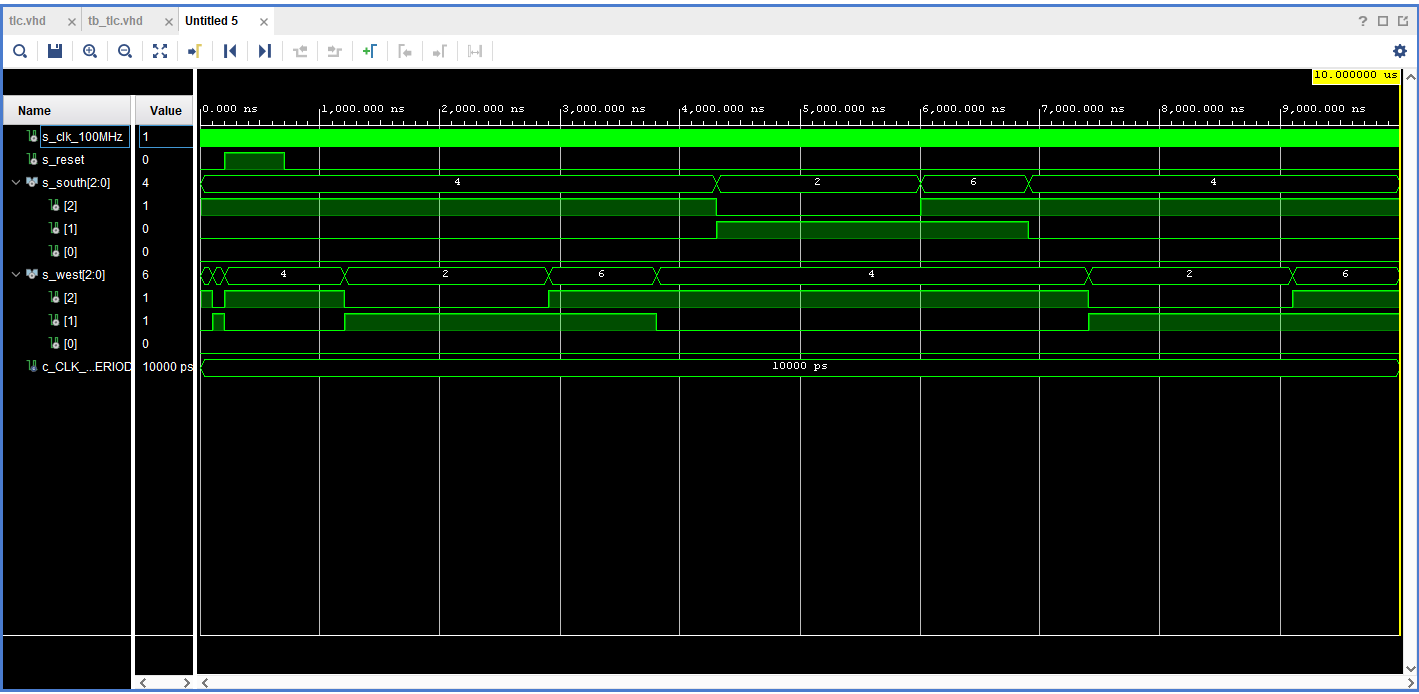 tlc.vhd × tb_tlc.vhd × Untitled 5 × ?
10.000000 us
Name Value 0.000 ns 1,000.000 ns 2,000.000 ns 3,000.000 ns 4,000.000 ns 5,000.000 ns 6,000.000 ns 7,000.000 ns 8,000.000 ns 9,000.000 ns
s_clk_100MHz 1
s_reset 0
s_south[2:0] 4 4 2 6 4
[2] 1
[1] 0
[0] 0
s_west[2:0] 6 4 2 6 4 2 6
[2] 1
[1] 1
[0] 0
c_CLK_...ERIOD 10000 ps 10000 ps